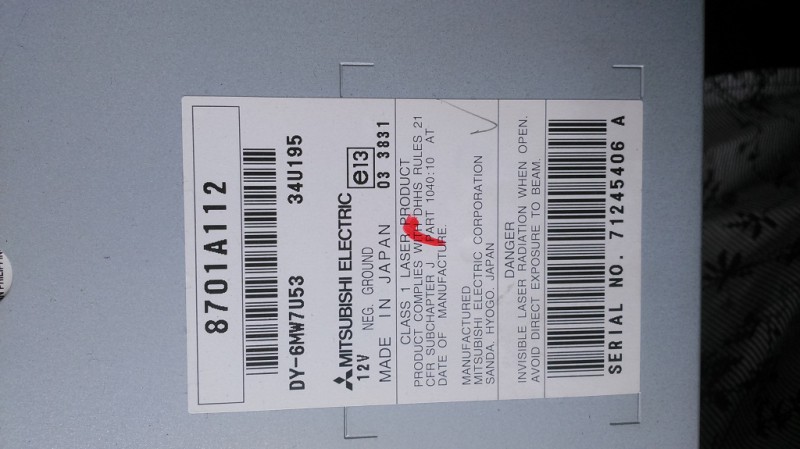 8701A112
DY-6MW7U53 34U195
MITSUBISHI ELECTRIC
12V NEG. GROUND e13
MADE IN JAPAN 03 3831
CLASS 1 LASER PRODUCT
PRODUCT COMPLIES WITH DHHS RULES 21
CFR SUBCHAPTER J PART 1040:10 AT
DATE OF MANUFACTURE.
MANUFACTURED
MITSUBISHI ELECTRIC CORPORATION
SANDA, HYOGO, JAPAN
DANGER
INVISIBLE LASER RADIATION WHEN OPEN.
AVOID DIRECT EXPOSURE TO BEAM.
SERIAL NO. 71245406 A